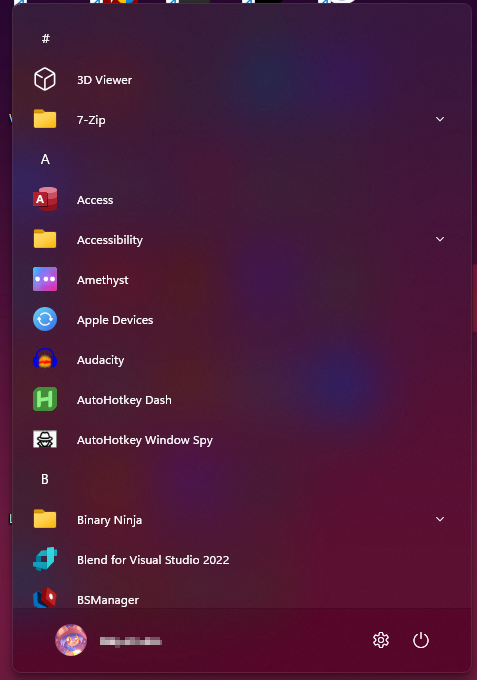 #
3D Viewer
7-Zip
A
Access
Accessibility
Amethyst
Apple Devices
Audacity
AutoHotkey Dash
AutoHotkey Window Spy
B
Binary Ninja
Blend for Visual Studio 2022
BSManager